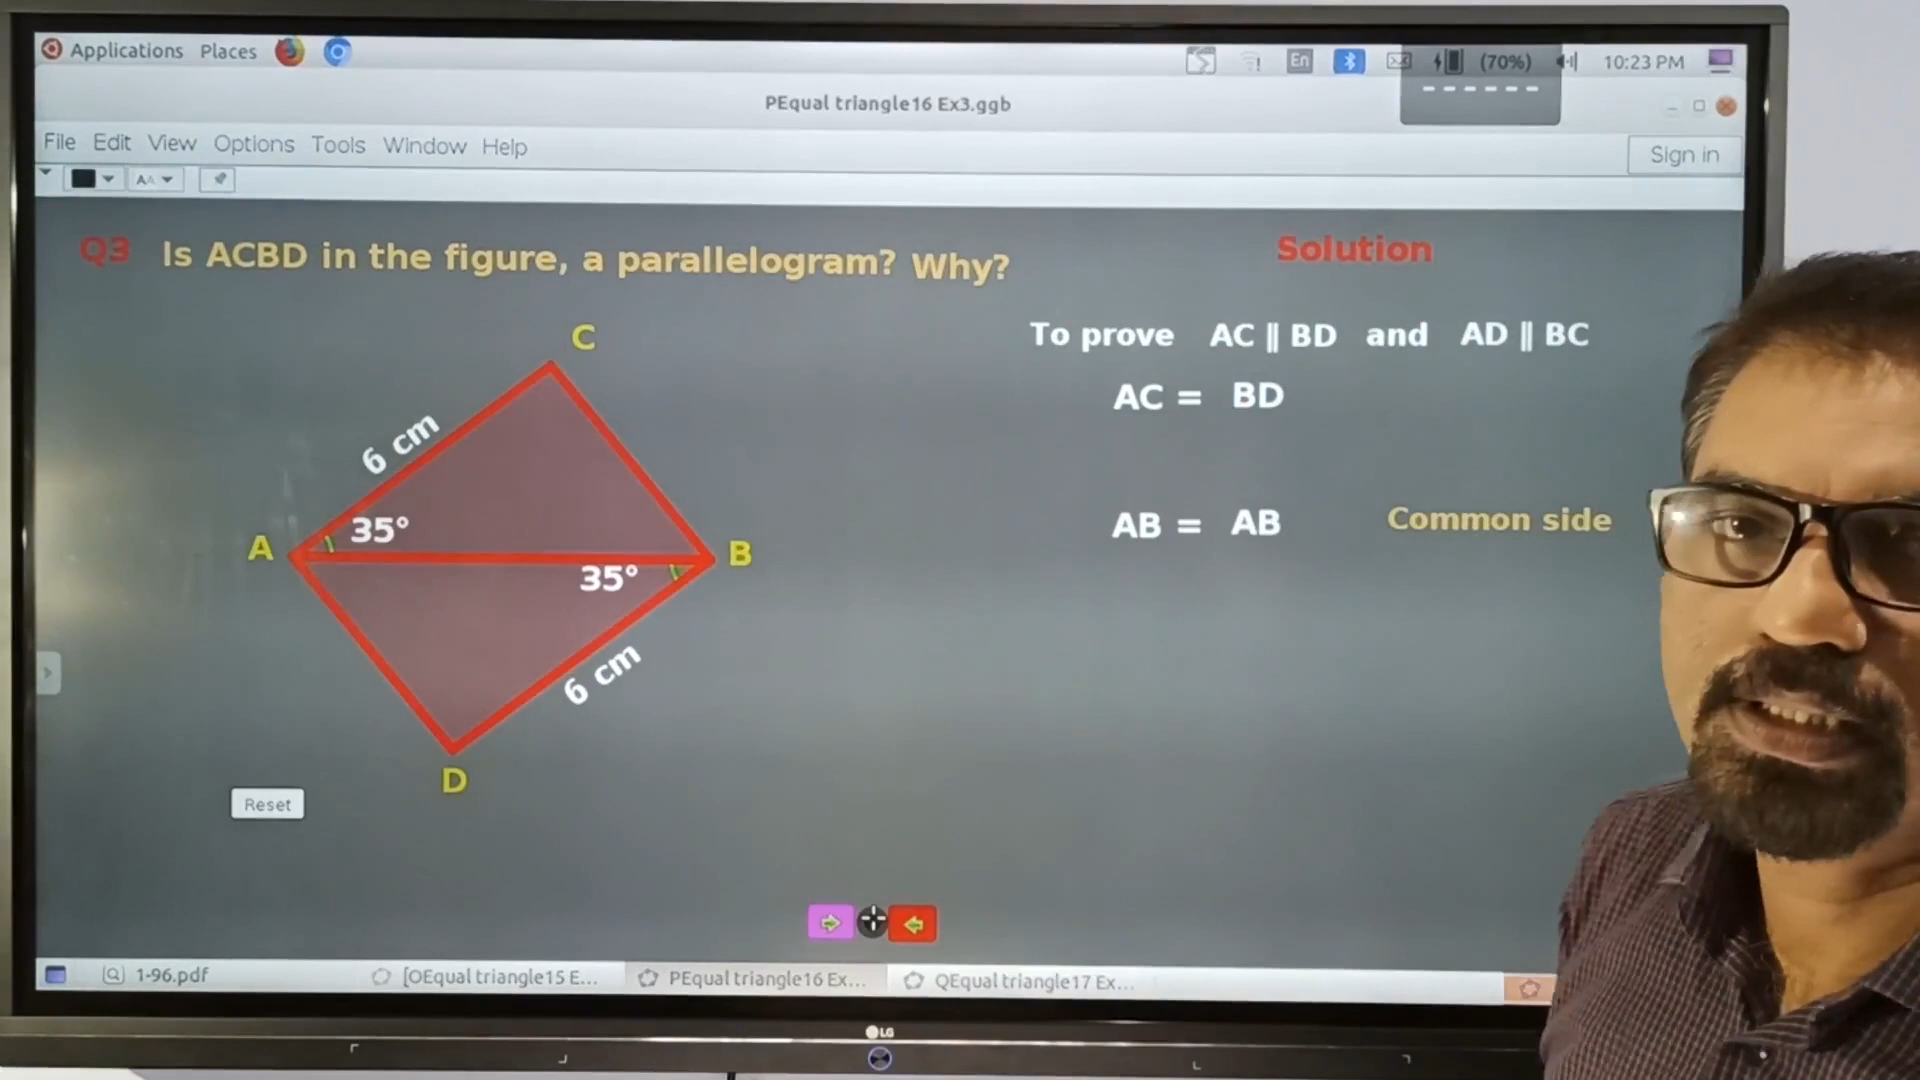 Applications Places En (70%) 10:23 PM
PEqual triangle16 Ex3.ggb
File Edit View Options Tools Window Help
Sign in
AA
Q3 Is ACBD in the figure, a parallelogram? Why?
Solution
To prove AC ∥ BD and AD ∥ BC
AC = BD
AB = AB Common side
C
6 cm
35°
A
B
35°
6 cm
D
Reset
1-96.pdf [OEqual triangle15 E... PEqual triangle16 Ex... QEqual triangle17 Ex...
LG